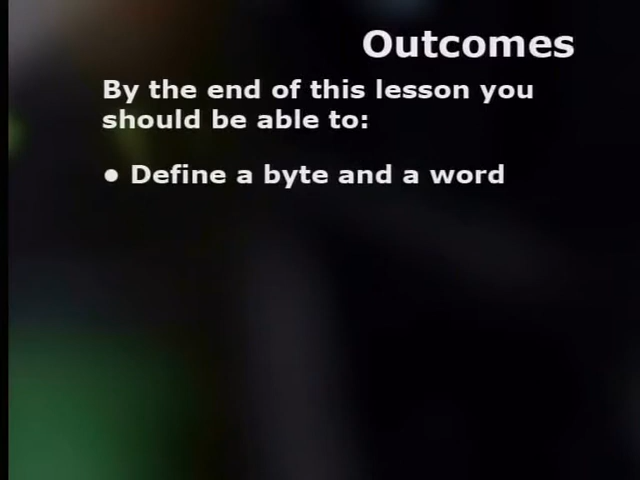 Outcomes
By the end of this lesson you
should be able to:
• Define a byte and a word